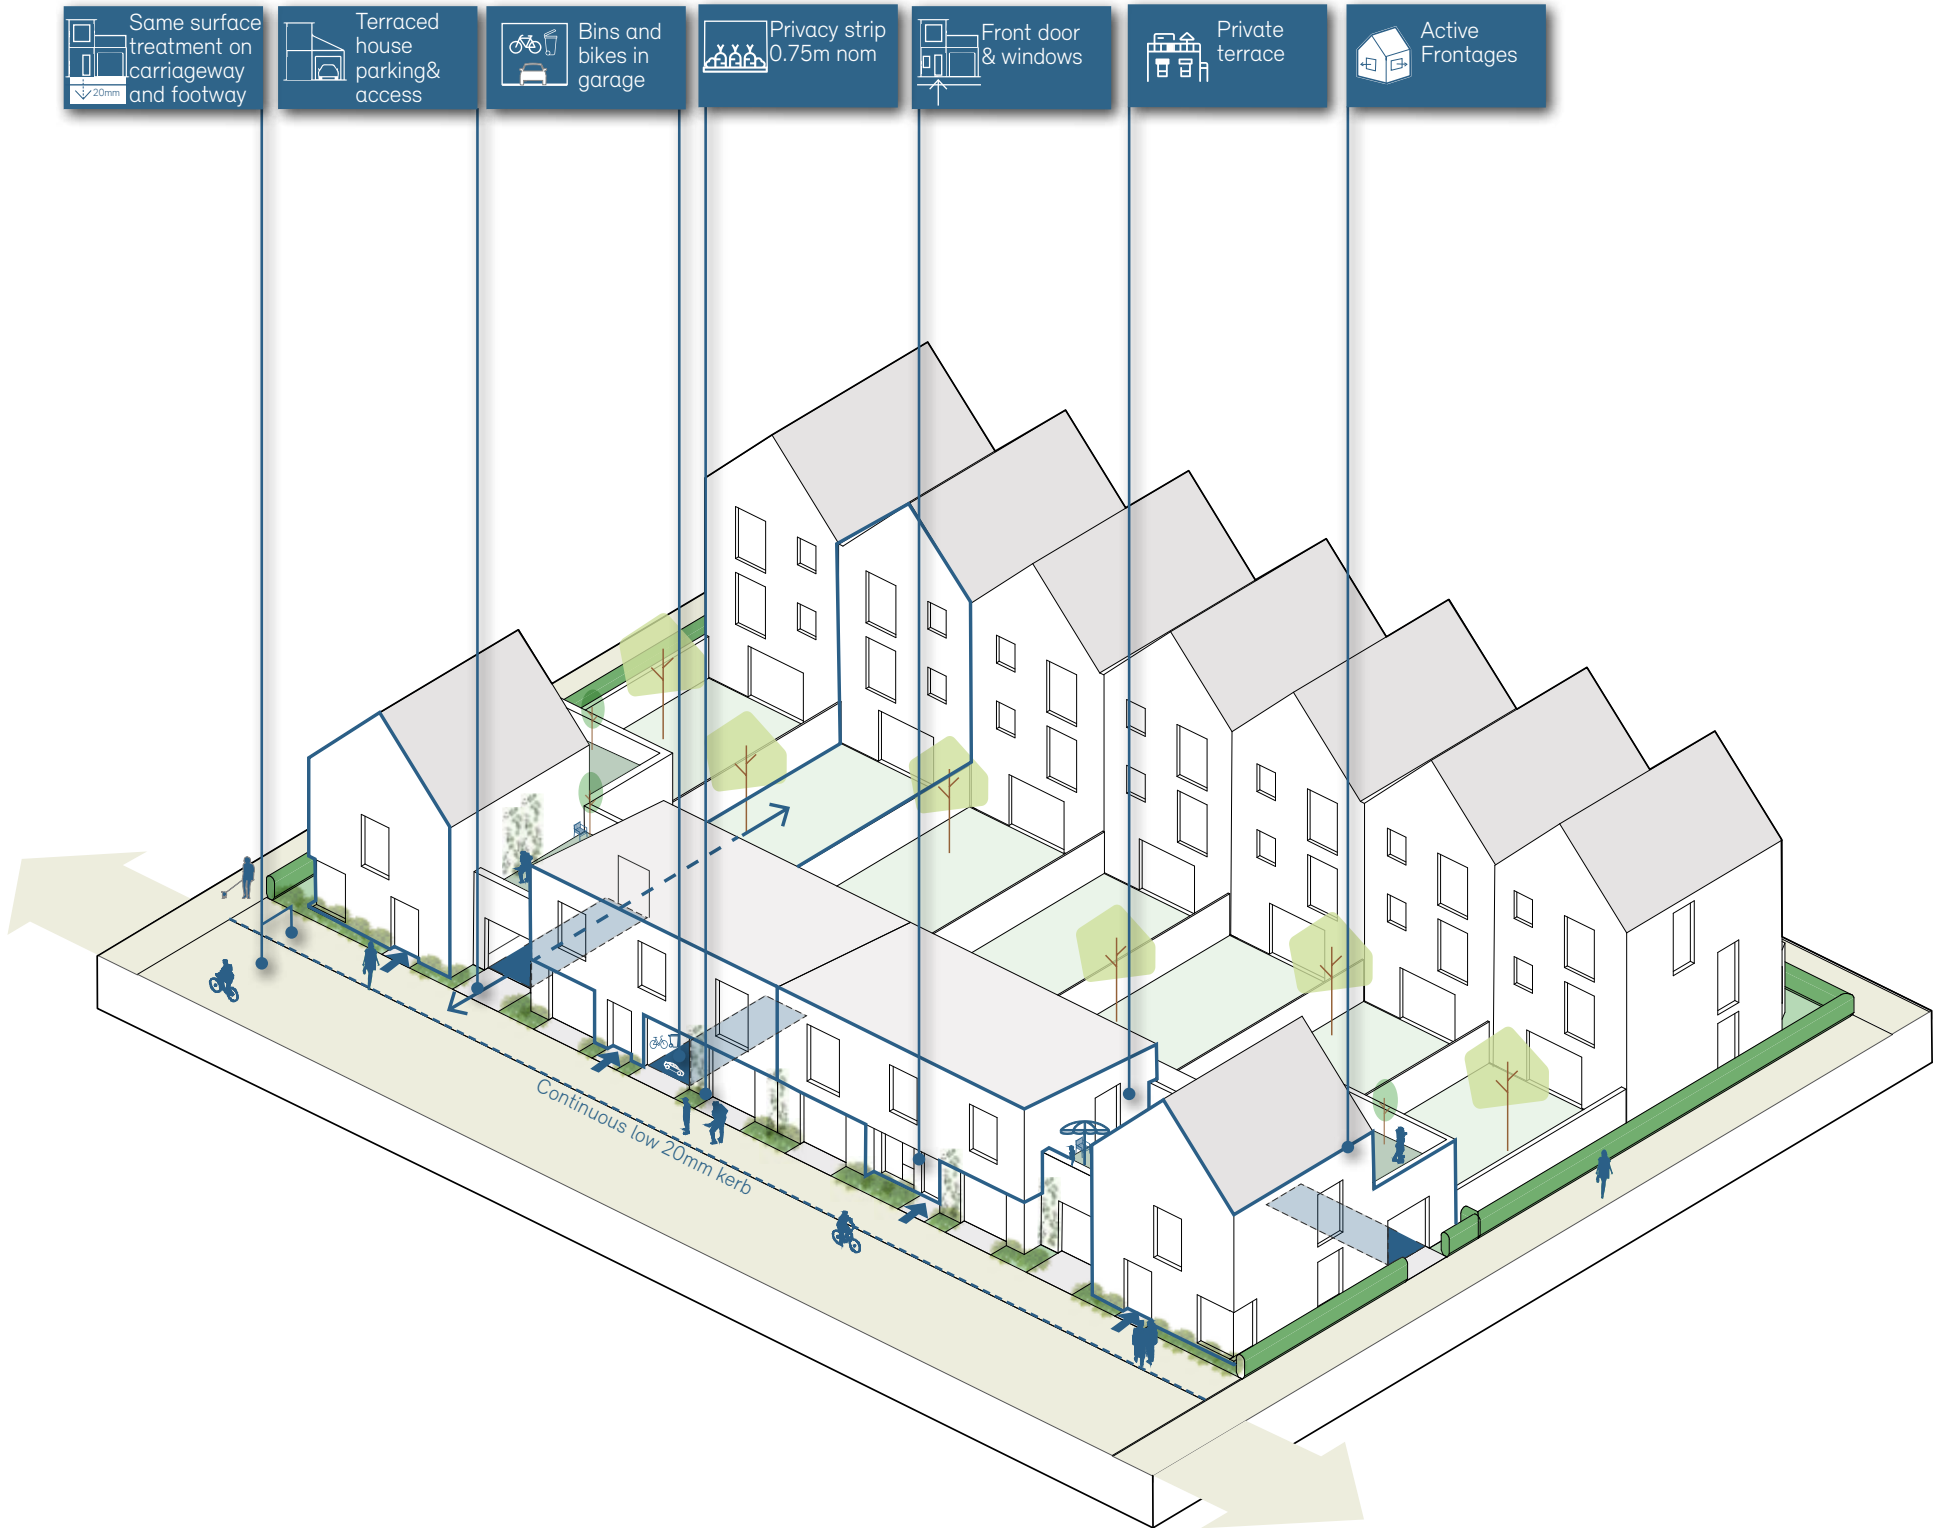 Same surface
treatment on
carriageway
and footway
20mm
Terraced
house
parking&
access
Bins and
bikes in
garage
Privacy strip
0.75m nom
Front door
& windows
Private
terrace
Active
Frontages
Continuous low 20mm kerb